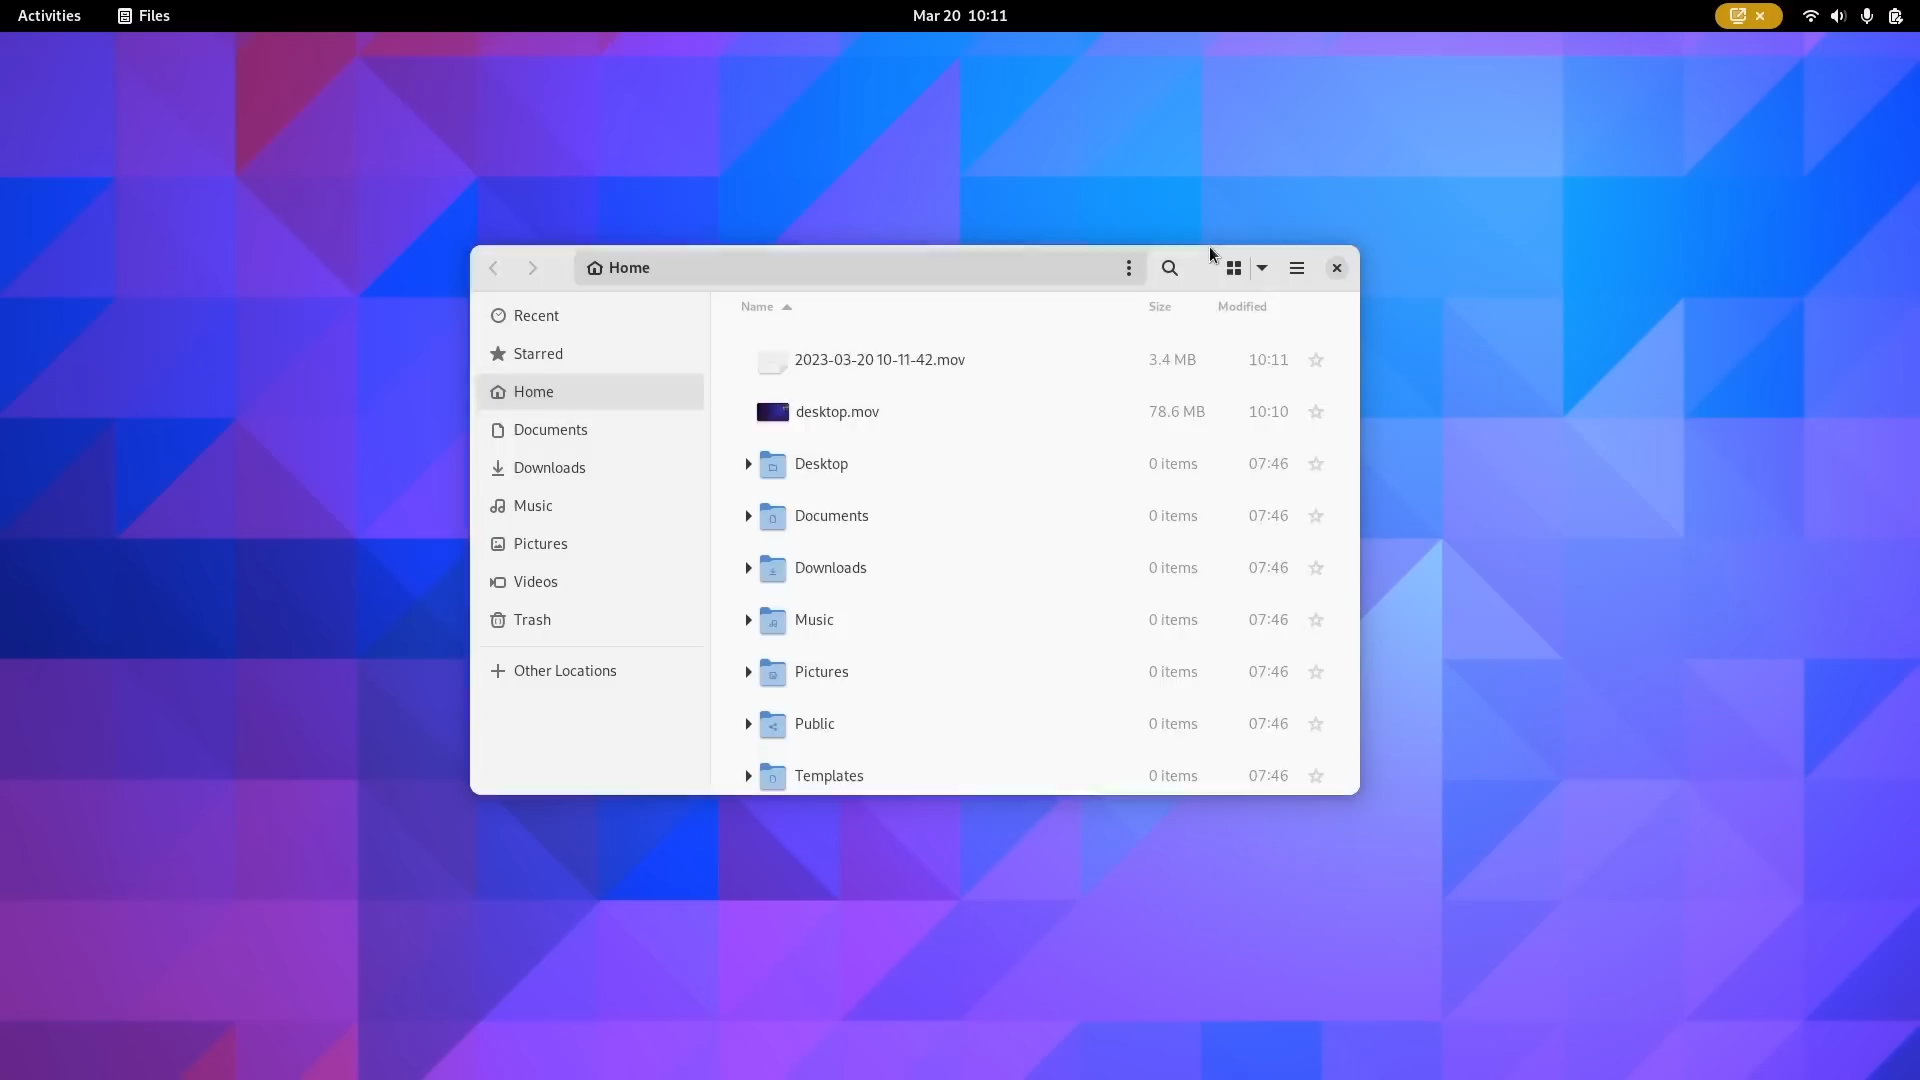 Activities Files Mar 20 10:11
Home
Name Size Modified
Recent
Starred
Home
Documents
Downloads
Music
Pictures
Videos
Trash
Other Locations
2023-03-20 10-11-42.mov 3.4 MB 10:11
desktop.mov 78.6 MB 10:10
Desktop 0 items 07:46
Documents 0 items 07:46
Downloads 0 items 07:46
Music 0 items 07:46
Pictures 0 items 07:46
Public 0 items 07:46
Templates 0 items 07:46